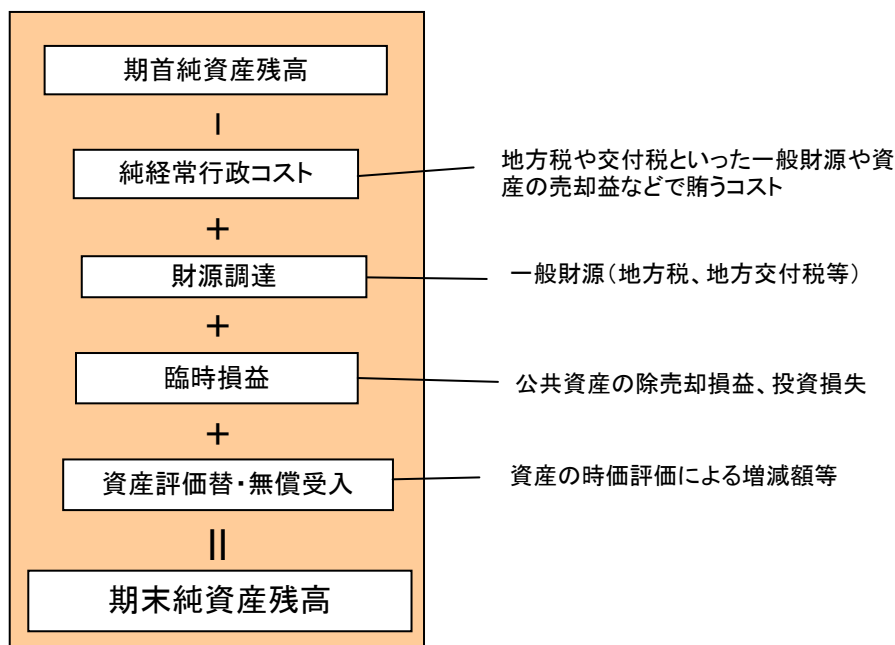 期首純資産残高
−
純経常行政コスト
地方税や交付税といった一般財源や資
産の売却益などで賄うコスト
+
財源調達
一般財源(地方税、地方交付税等)
+
臨時損益
公共資産の除売却損益、投資損失
+
資産評価替・無償受入
資産の時価評価による増減額等
=
期末純資産残高